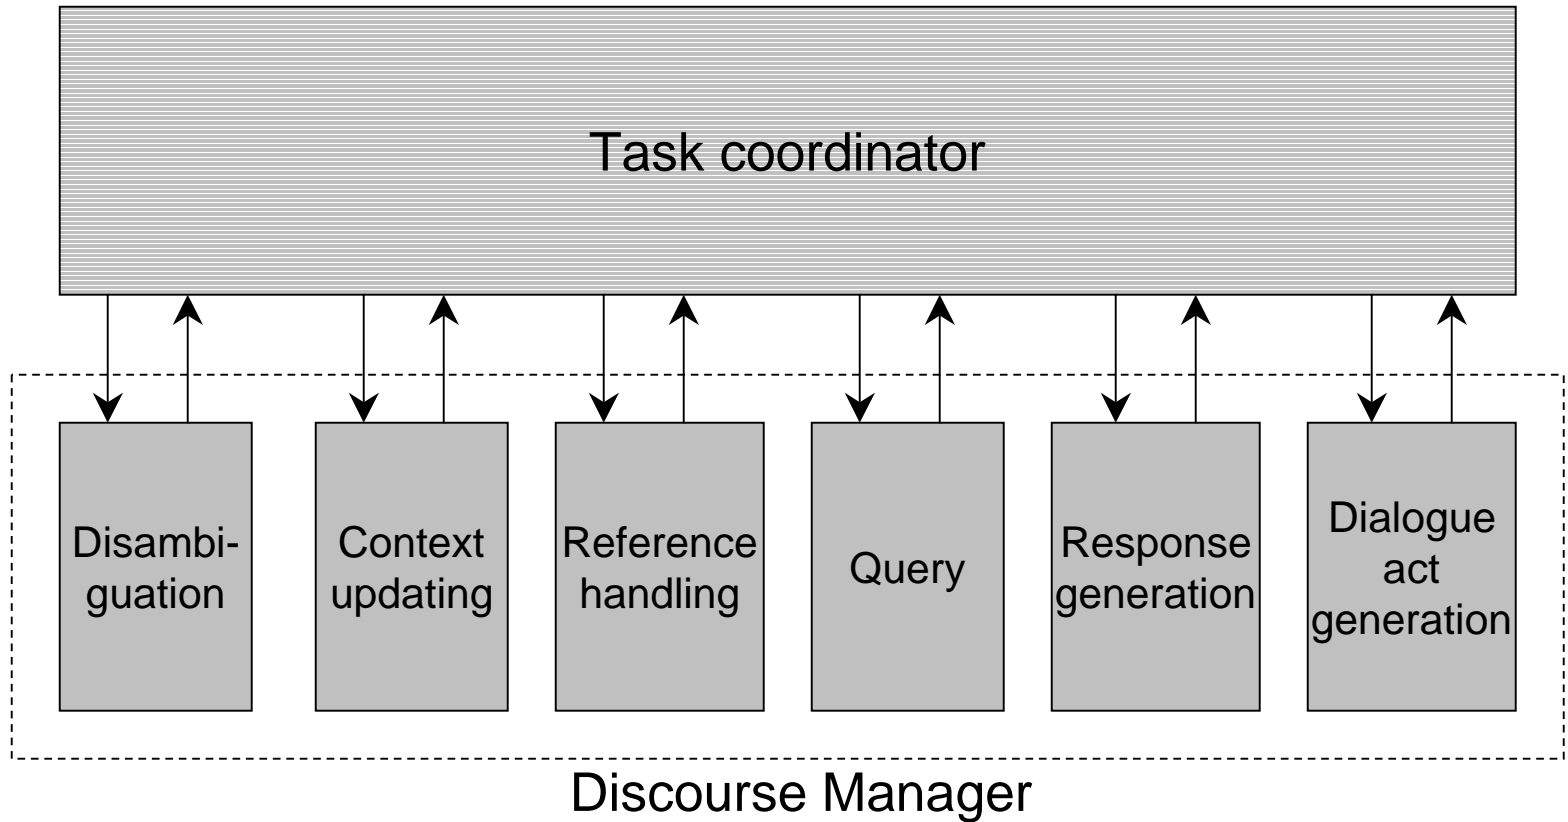 Task coordinator
Disambi-
guation
Context
updating
Reference
handling
Query
Response
generation
Dialogue
act
generation
Discourse Manager